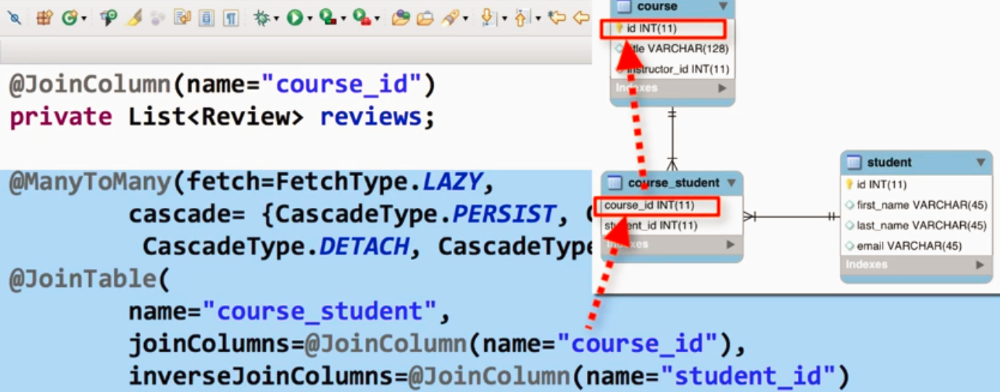 @JoinColumn(name="course_id")
private List<Review> reviews;
@ManyToMany(fetch=FetchType.LAZY,
cascade= {CascadeType.PERSIST,
CascadeType.DETACH,
@JoinTable(
name="course_student",
joinColumns=@JoinColumn(name="course_id"),
inverseJoinColumns=@JoinColumn(name="student_id")
course
id INT(11)
VARCHAR(128)
instructor_id INT(11)
Indexes
course_student
course_id INT(11)
student_id INT(11)
Indexes
student
id INT(11)
first_name VARCHAR(45)
last_name VARCHAR(45)
email VARCHAR(45)
Indexes